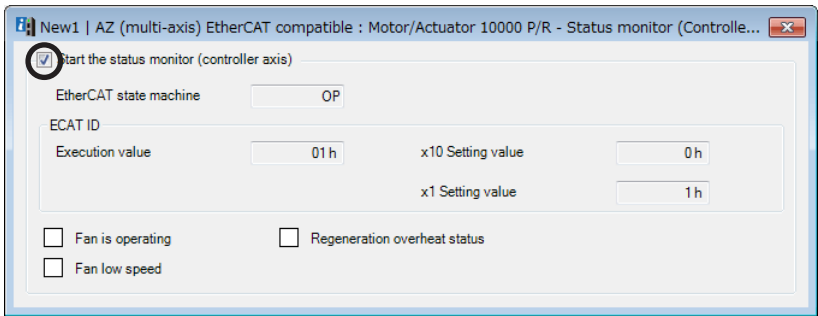 New1 | AZ (multi-axis) EtherCAT compatible : Motor/Actuator 10000 P/R - Status monitor (Controlle...
Start the status monitor (controller axis)
EtherCAT state machine OP
ECAT ID
Execution value 01 h x10 Setting value 0 h
x1 Setting value 1 h
Fan is operating Regeneration overheat status
Fan low speed